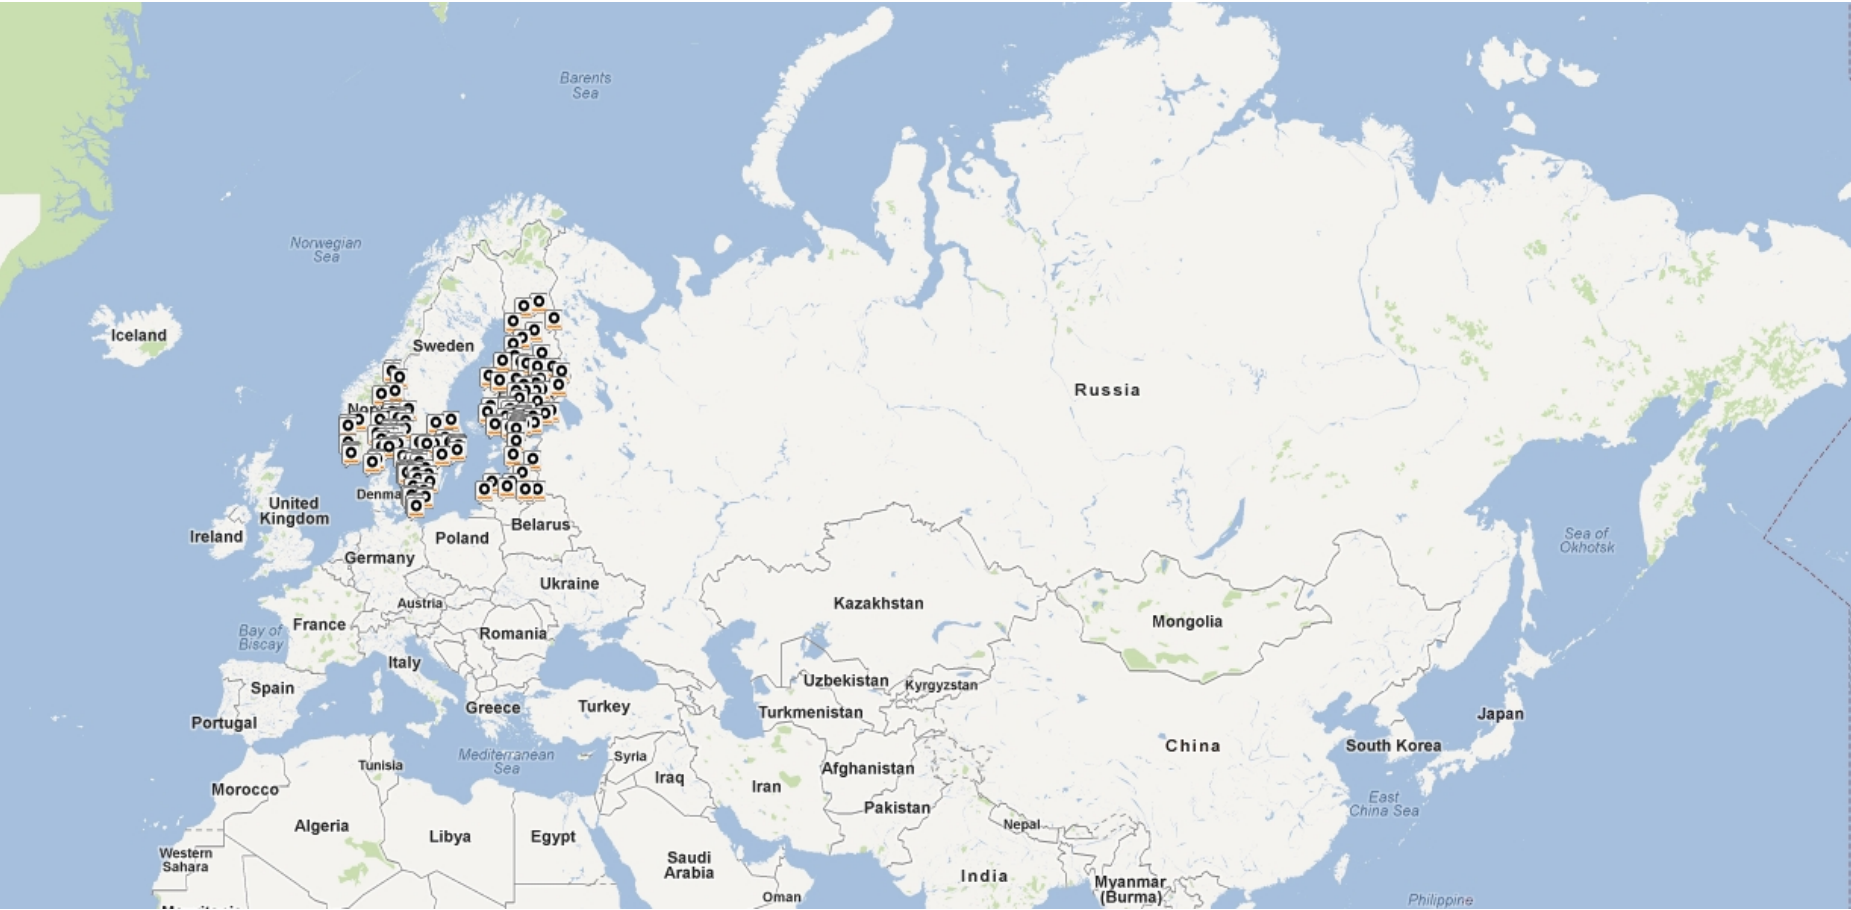 Barents
Sea
Norwegian
Sea
Iceland
Sweden
Russia
Nor
Denma
United
Kingdom
Ireland
Belarus
Poland
Germany
Sea of
Okhotsk
Ukraine
Austria
Kazakhstan
Mongolia
France
Bay of
Biscay
Romania
Italy
Spain
Uzbekistan
Kyrgyzstan
Portugal
Greece
Turkey
Turkmenistan
Japan
China
South Korea
Mediterranean
Sea
Syria
Tunisia
Iraq
Iran
Afghanistan
Morocco
Pakistan
East
China Sea
Algeria
Libya
Egypt
Nepal
Western
Sahara
Saudi
Arabia
India
Myanmar
(Burma)
Oman
Philippine